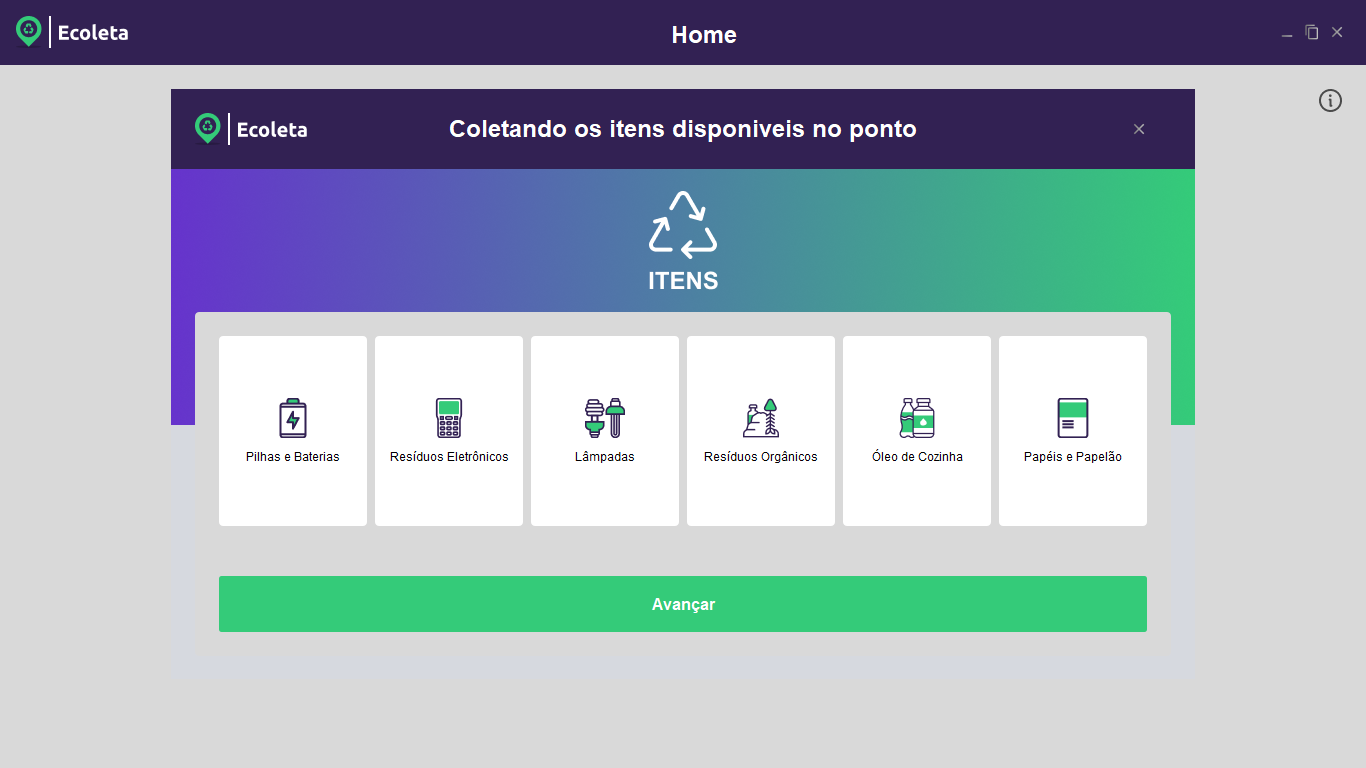 Ecoleta
Home
Ecoleta
Coletando os itens disponiveis no ponto
ITENS
Pilhas e Baterias
Resíduos Eletrônicos
Lâmpadas
Resíduos Orgânicos
Óleo de Cozinha
Papéis e Papelão
Avançar